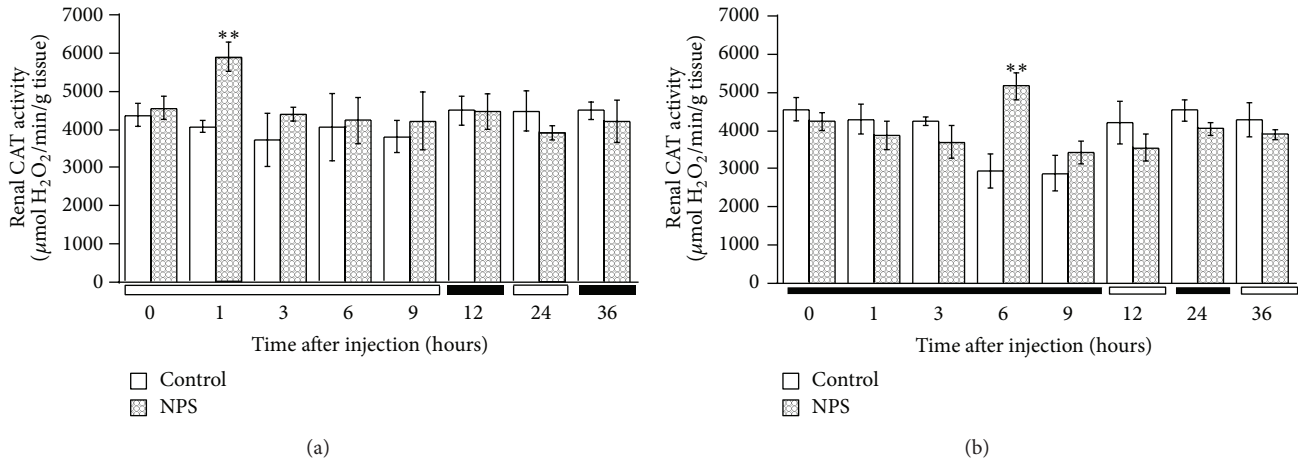 Renal CAT activity
(μmol H₂O₂/min/g tissue)
7000
6000
5000
4000
3000
2000
1000
0
**
0 1 3 6 9 12 24 36
Time after injection (hours)
Control
NPS
(a)
Renal CAT activity
(μmol H₂O₂/min/g tissue)
7000
6000
5000
4000
3000
2000
1000
0
**
0 1 3 6 9 12 24 36
Time after injection (hours)
Control
NPS
(b)